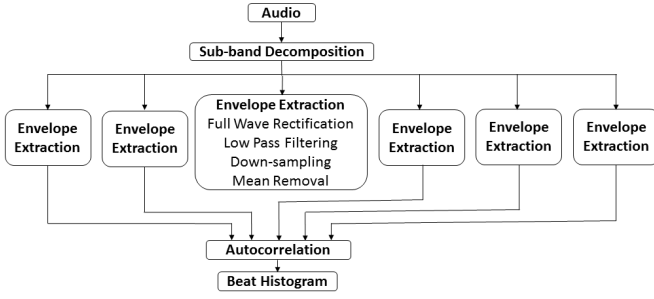 Audio
Sub-band Decomposition
Envelope
Extraction
Envelope
Extraction
Envelope Extraction
Full Wave Rectification
Low Pass Filtering
Down-sampling
Mean Removal
Envelope
Extraction
Envelope
Extraction
Envelope
Extraction
Autocorrelation
Beat Histogram